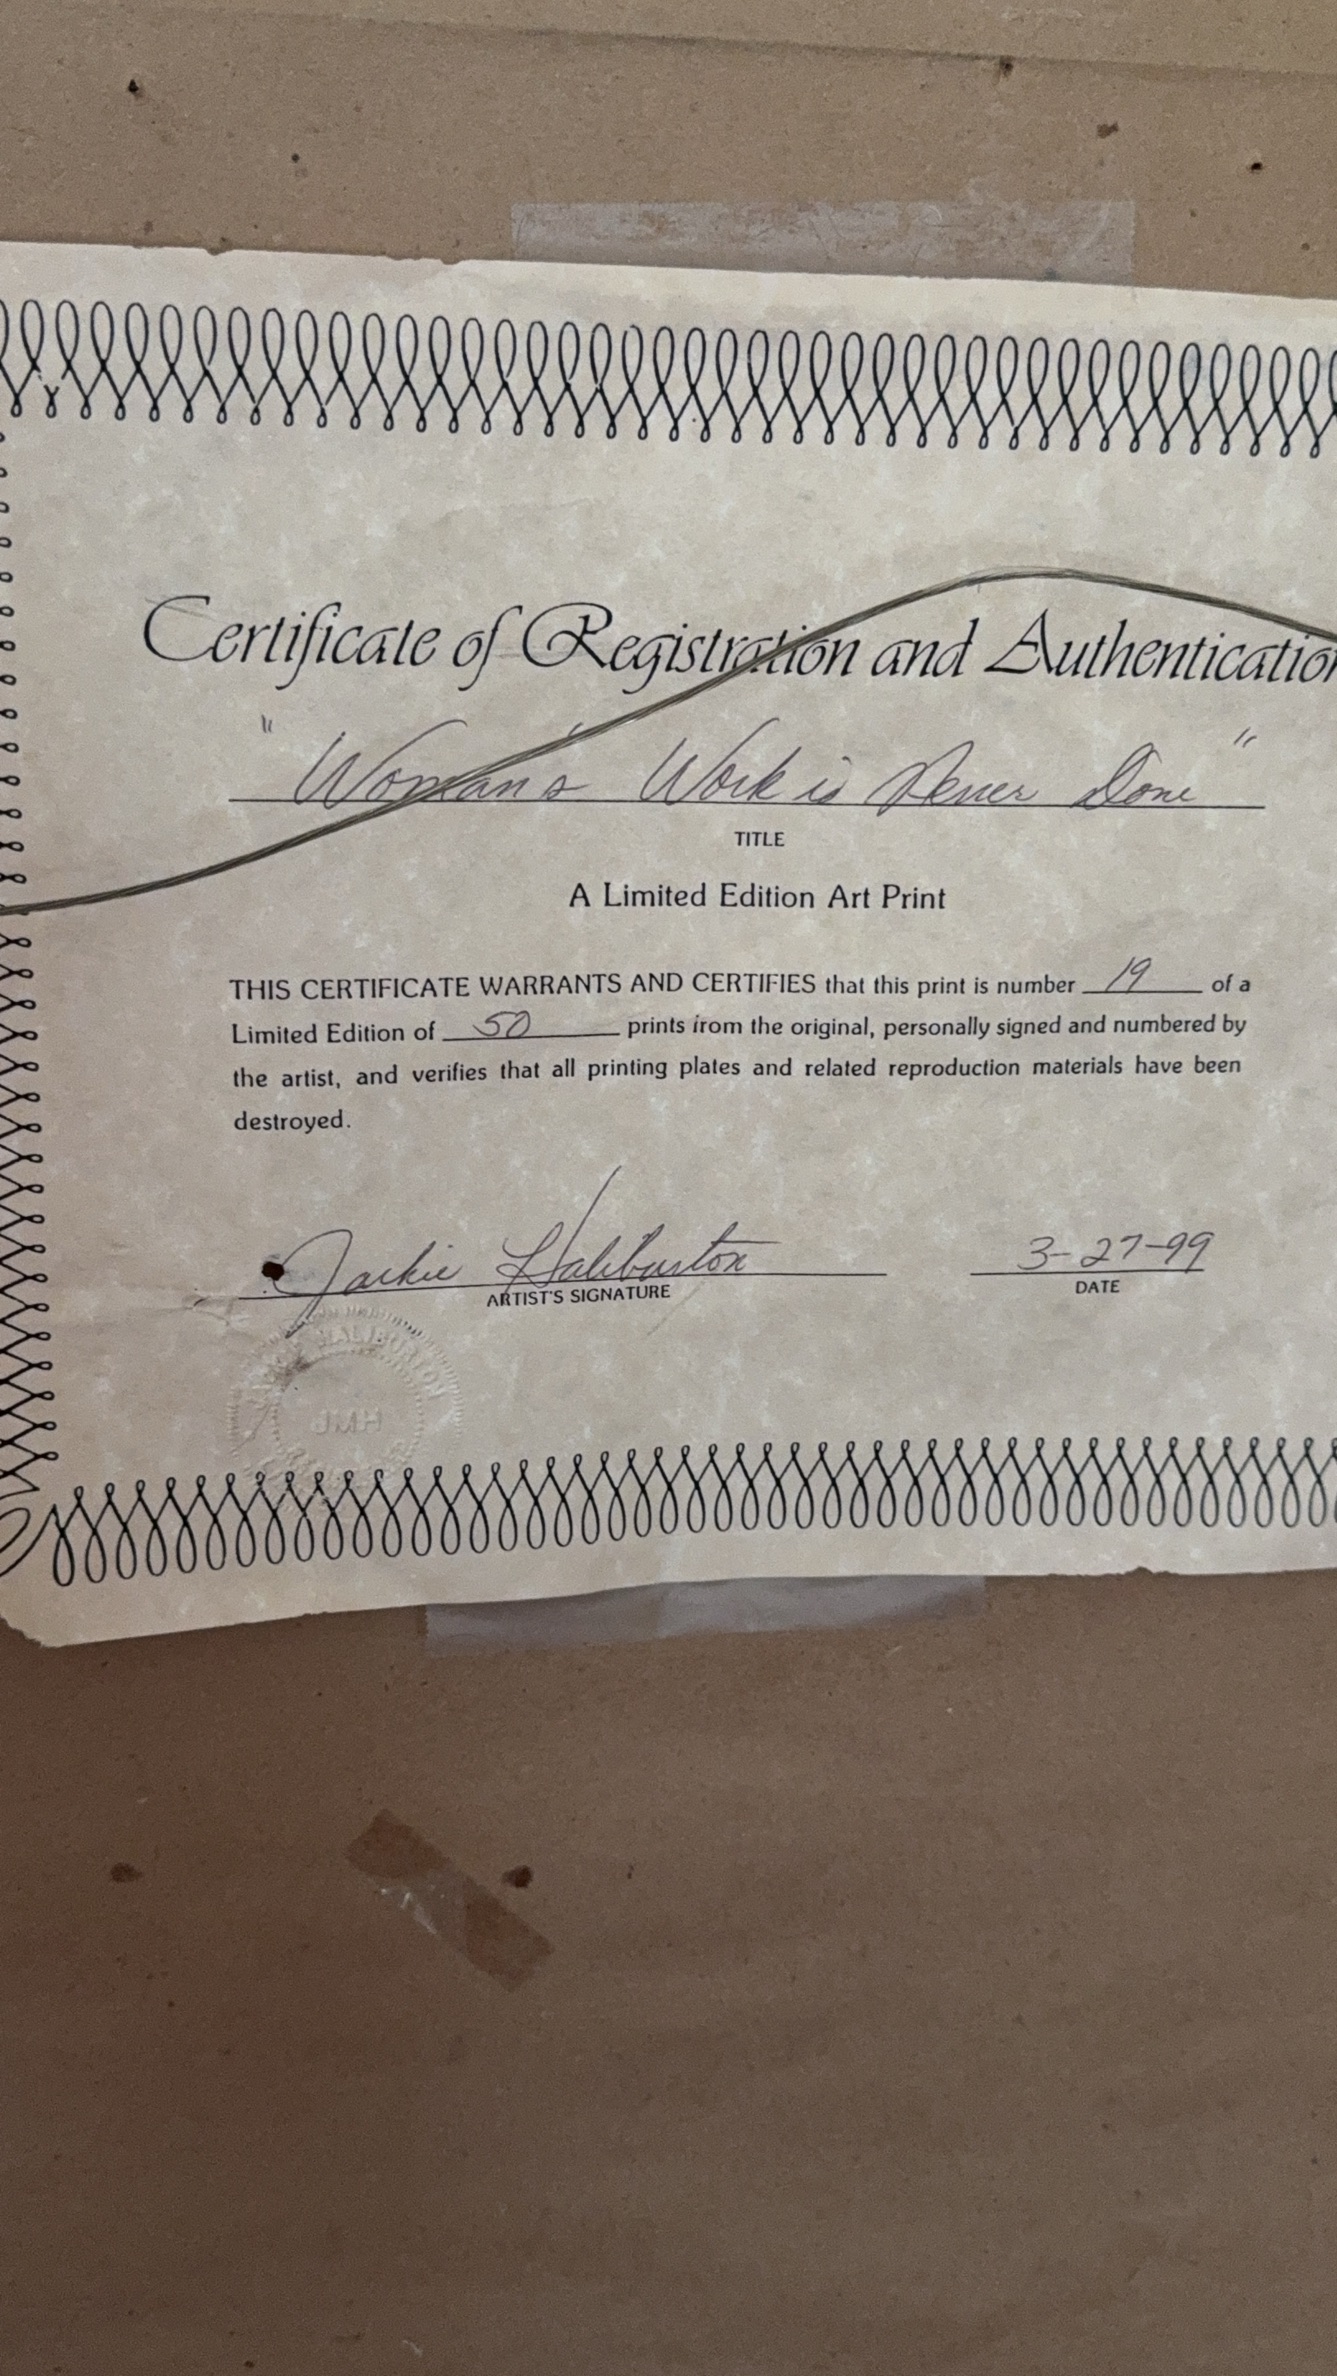 Certificate of Registration and Authentication
"Woman's Work is Never Done"
TITLE
A Limited Edition Art Print
THIS CERTIFICATE WARRANTS AND CERTIFIES that this print is number 19 of a
Limited Edition of 50 prints from the original, personally signed and numbered by
the artist, and verifies that all printing plates and related reproduction materials have been
destroyed.
Jackie Haliburton 3-27-99
ARTIST'S SIGNATURE DATE
HALIBURTON
JMH